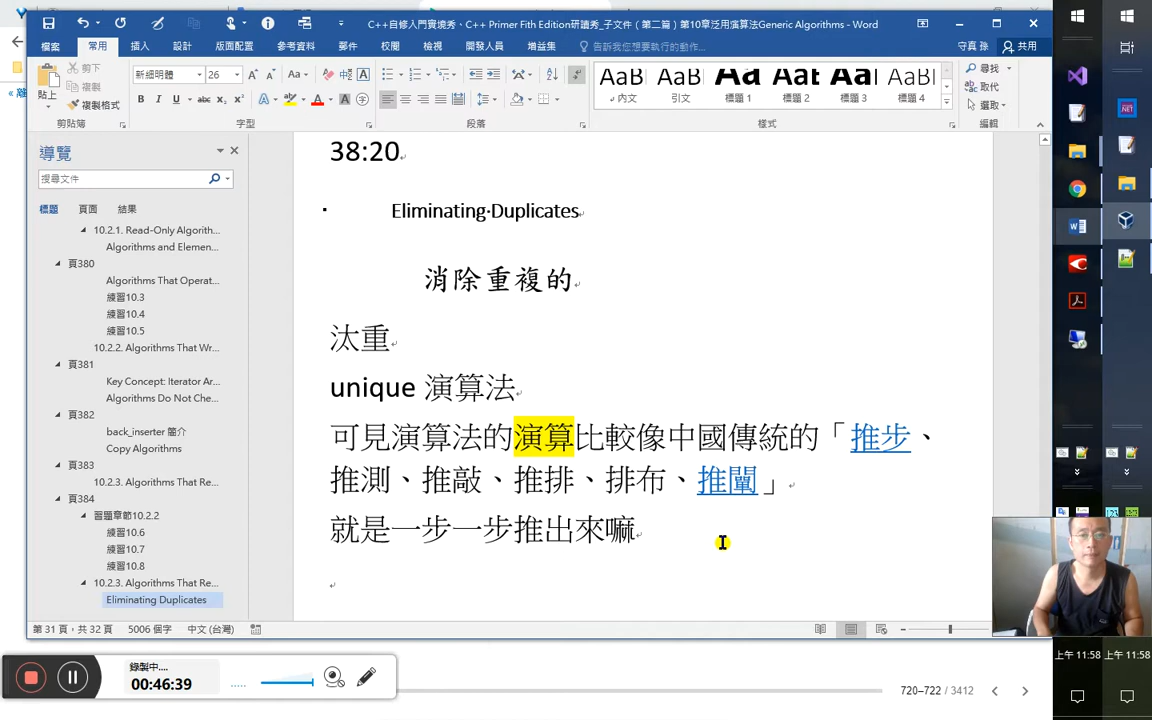 C++自修入門賀境秀、C++ Primer Fith Edition研讀秀_子文件（第二篇）第10章泛用演算法Generic Algorithms - Word
檔案 常用 插入 設計 版面配置 參考資料 郵件 校閱 檢視 開發人員 增益集 告訴我您想要執行的動作... 守真 孫 共用
貼上 剪下 複製 複製格式
新細明體 26
AaB AaB AaB AaB AaB AaBl
內文 引文 標題 1 標題 2 標題 3 標題 4
尋找 取代 選取
剪貼簿 字型 段落 樣式 編輯
導覽
搜尋文件
標題 頁面 結果
10.2.1. Read-Only Algorith...
Algorithms and Elemen...
頁380
Algorithms That Operat...
練習10.3
練習10.4
練習10.5
10.2.2. Algorithms That Wr...
頁381
Key Concept: Iterator Ar...
Algorithms Do Not Che...
頁382
back_inserter 簡介
Copy Algorithms
頁383
10.2.3. Algorithms That Re...
頁384
習題章節10.2.2
練習10.6
練習10.7
練習10.8
10.2.3. Algorithms That Re...
Eliminating Duplicates
38:20
Eliminating·Duplicates
消除重複的
汰重
unique 演算法
可見演算法的演算比較像中國傳統的「推步、
推測、推敲、推排、排布、推闡」
就是一步一步推出來嘛
第 31 頁，共 32 頁 5006 個字 中文 (台灣)
錄製中....
00:46:39
720–722 / 3412
上午 11:58 上午 11:58